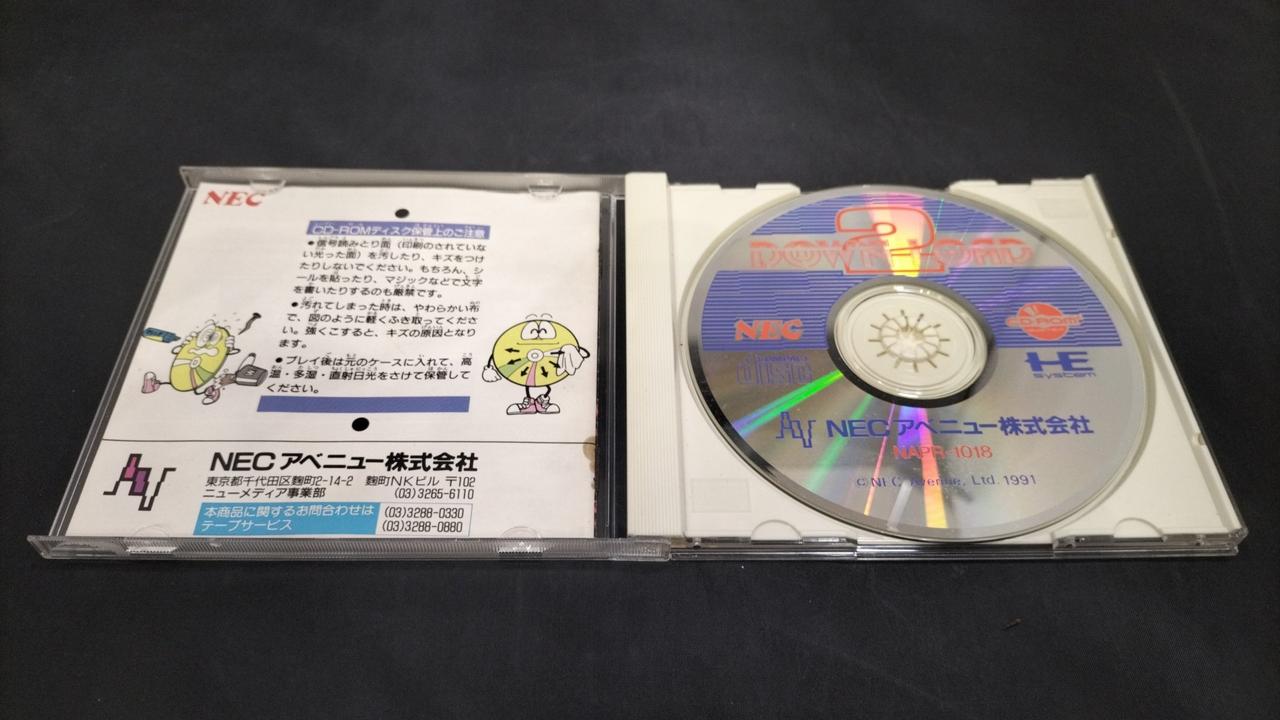 NEC
CD-ROMディスク保管上のご注意
●信号読みとり面（印刷のされていな
い光った面）を汚したり、キズをつけ
たりしないでください。もちろん、シ
ールを貼ったり、マジックなどで文字
を書いたりするのも厳禁です。
●汚れてしまった時は、やわらかい布
で、図のように軽くふき取ってくださ
い。強くこすると、キズの原因となり
ます。
●プレイ後は元のケースに入れて、高
温・多湿・直射日光をさけて保管して
ください。
AV
NECアベニュー株式会社
東京都千代田区麹町2-14-2 麹町NKビル 〒102
ニューメディア事業部 (03)3265-6110
本商品に関するお問合わせは
テープサービス
(03)3288-0330
(03)3288-0880
2
DOWNLOAD
NEC
CD-ROM
COMPACT
disc
HE
system
AV NECアベニュー株式会社
NAPR-1018
© NEC Avenue, Ltd. 1991